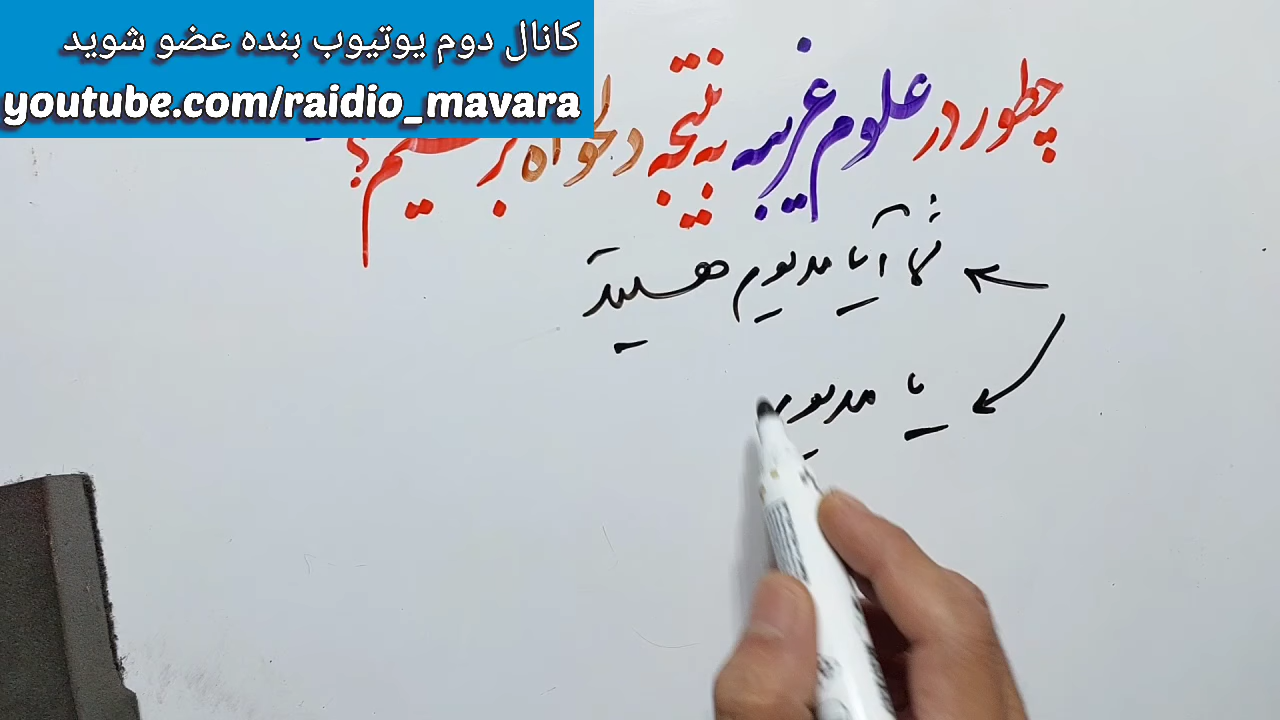 کانال دوم یوتیوب بنده عضو شوید
youtube.com/raidio_mavara
چطور در علوم غریبه به نتیجه دلخواه برسیم؟
شما آیا مدیوم هستید
یا مدیو